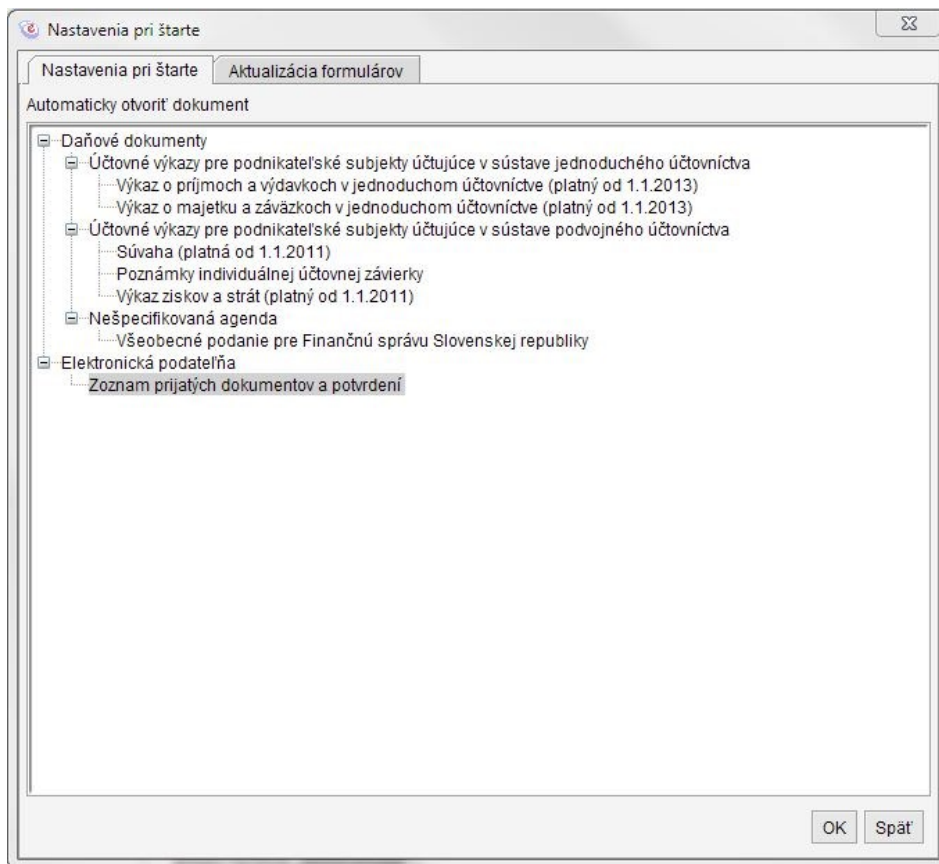 Nastavenia pri štarte
Nastavenia pri štarte Aktualizácia formulárov
Automaticky otvoriť dokument
Daňové dokumenty
Účtovné výkazy pre podnikateľské subjekty účtujúce v sústave jednoduchého účtovníctva
Výkaz o príjmoch a výdavkoch v jednoduchom účtovníctve (platný od 1.1.2013)
Výkaz o majetku a záväzkoch v jednoduchom účtovníctve (platný od 1.1.2013)
Účtovné výkazy pre podnikateľské subjekty účtujúce v sústave podvojného účtovníctva
Súvaha (platná od 1.1.2011)
Poznámky individuálnej účtovnej závierky
Výkaz ziskov a strát (platný od 1.1.2011)
Nešpecifikovaná agenda
Všeobecné podanie pre Finančnú správu Slovenskej republiky
Elektronická podateľňa
Zoznam prijatých dokumentov a potvrdení
OK Späť